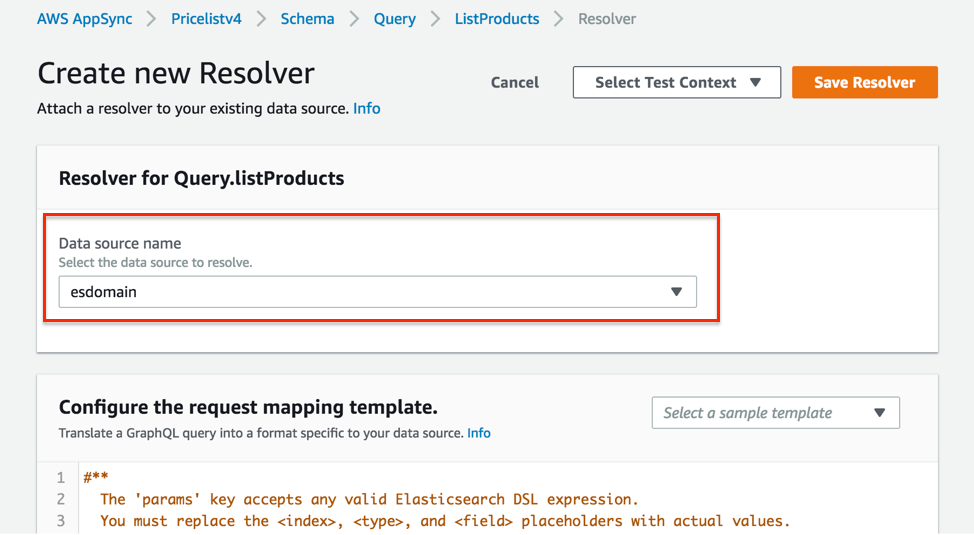 AWS AppSync > Pricelistv4 > Schema > Query > ListProducts > Resolver
Create new Resolver
Cancel
Select Test Context ▼
Save Resolver
Attach a resolver to your existing data source. Info
Resolver for Query.listProducts
Data source name
Select the data source to resolve.
esdomain ▼
Configure the request mapping template.
Select a sample template ▼
Translate a GraphQL query into a format specific to your data source. Info
1 #**
2 The 'params' key accepts any valid Elasticsearch DSL expression.
3 You must replace the <index>, <type>, and <field> placeholders with actual values.